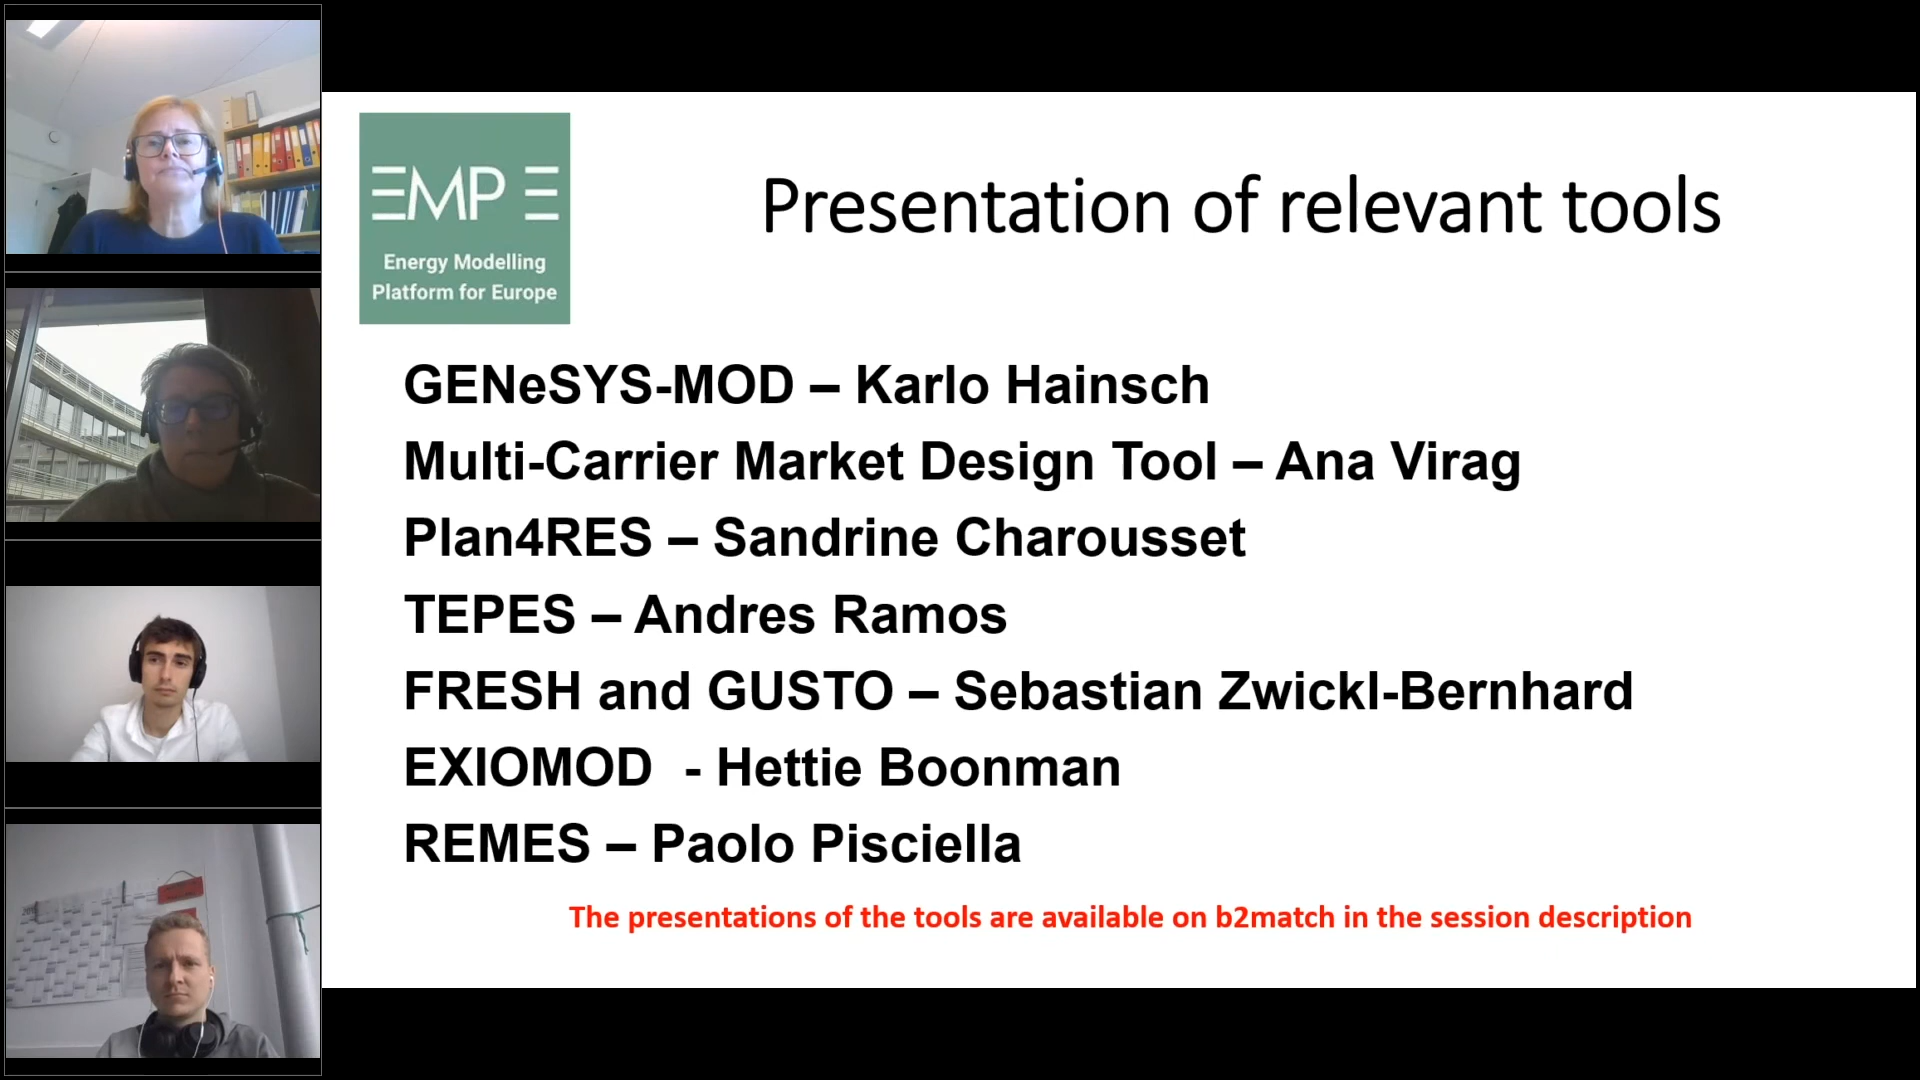 EMP E
Energy Modelling
Platform for Europe
Presentation of relevant tools
GENeSYS-MOD – Karlo Hainsch
Multi-Carrier Market Design Tool – Ana Virag
Plan4RES – Sandrine Charousset
TEPES – Andres Ramos
FRESH and GUSTO – Sebastian Zwickl-Bernhard
EXIOMOD  - Hettie Boonman
REMES – Paolo Pisciella
The presentations of the tools are available on b2match in the session description